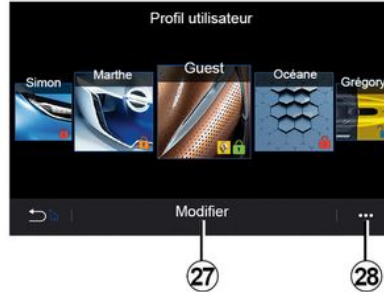 Profil utilisateur
Simon
Marthe
Guest
Océane
Grégory
Modifier
27
28